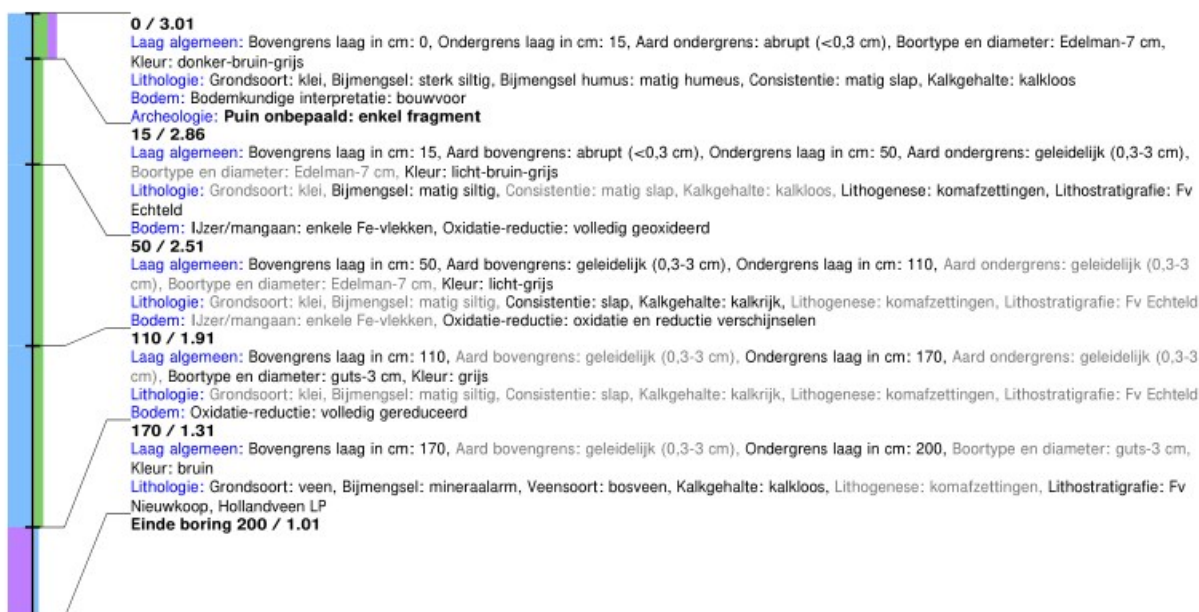 0 / 3.01
Laag algemeen: Bovengrens laag in cm: 0, Ondergrens laag in cm: 15, Aard ondergrens: abrupt (<0,3 cm), Boortype en diameter: Edelman-7 cm,
Kleur: donker-bruin-grijs
Lithologie: Grondsoort: klei, Bijmengsel: sterk siltig, Bijmengsel humus: matig humeus, Consistentie: matig slap, Kalkgehalte: kalkloos
Bodem: Bodemkundige interpretatie: bouwvoor
Archeologie: Puin onbepaald: enkel fragment
15 / 2.86
Laag algemeen: Bovengrens laag in cm: 15, Aard bovengrens: abrupt (<0,3 cm), Ondergrens laag in cm: 50, Aard ondergrens: geleidelijk (0,3-3 cm),
Boortype en diameter: Edelman-7 cm, Kleur: licht-bruin-grijs
Lithologie: Grondsoort: klei, Bijmengsel: matig siltig, Consistentie: matig slap, Kalkgehalte: kalkloos, Lithogenese: komafzettingen, Lithostratigrafie: Fv
Echteld
Bodem: IJzer/mangaan: enkele Fe-vlekken, Oxidatie-reductie: volledig geoxideerd
50 / 2.51
Laag algemeen: Bovengrens laag in cm: 50, Aard bovengrens: geleidelijk (0,3-3 cm), Ondergrens laag in cm: 110, Aard ondergrens: geleidelijk (0,3-3
cm), Boortype en diameter: Edelman-7 cm, Kleur: licht-grijs
Lithologie: Grondsoort: klei, Bijmengsel: matig siltig, Consistentie: slap, Kalkgehalte: kalkrijk, Lithogenese: komafzettingen, Lithostratigrafie: Fv Echteld
Bodem: IJzer/mangaan: enkele Fe-vlekken, Oxidatie-reductie: oxidatie en reductie verschijnselen
110 / 1.91
Laag algemeen: Bovengrens laag in cm: 110, Aard bovengrens: geleidelijk (0,3-3 cm), Ondergrens laag in cm: 170, Aard ondergrens: geleidelijk (0,3-3
cm), Boortype en diameter: guts-3 cm, Kleur: grijs
Lithologie: Grondsoort: klei, Bijmengsel: matig siltig, Consistentie: slap, Kalkgehalte: kalkrijk, Lithogenese: komafzettingen, Lithostratigrafie: Fv Echteld
Bodem: Oxidatie-reductie: volledig gereduceerd
170 / 1.31
Laag algemeen: Bovengrens laag in cm: 170, Aard bovengrens: geleidelijk (0,3-3 cm), Ondergrens laag in cm: 200, Boortype en diameter: guts-3 cm,
Kleur: bruin
Lithologie: Grondsoort: veen, Bijmengsel: mineraalarm, Veensoort: bosveen, Kalkgehalte: kalkloos, Lithogenese: komafzettingen, Lithostratigrafie: Fv
Nieuwkoop, Hollandveen LP
Einde boring 200 / 1.01